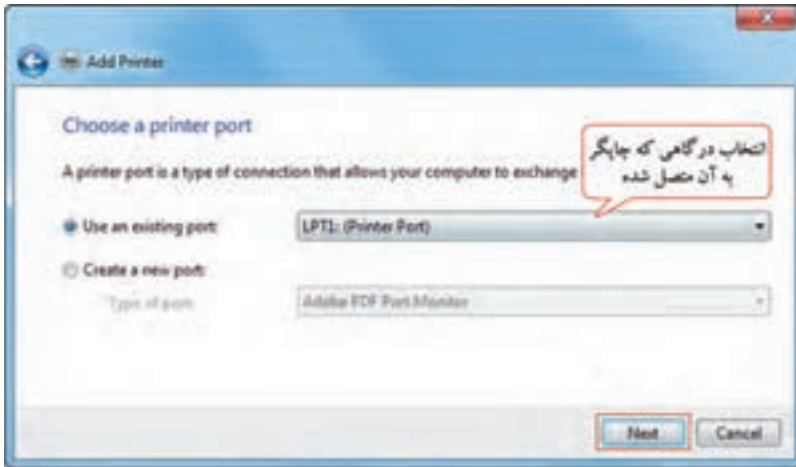 Add Printer
Choose a printer port
انتخاب درگاهی که چاپگر
به آن متصل شده
A printer port is a type of connection that allows your computer to exchange
Use an existing port:
LPT1: (Printer Port)
Create a new port:
Type of port:
Adobe PDF Port Monitor
Next
Cancel